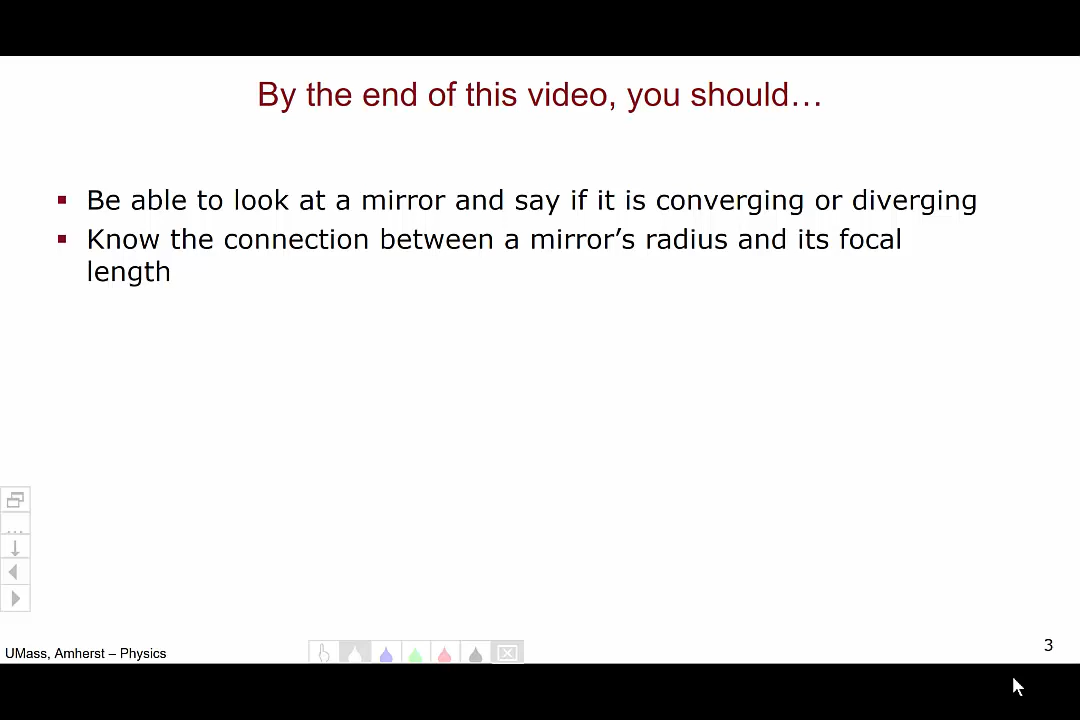 By the end of this video, you should…
▪ Be able to look at a mirror and say if it is converging or diverging
▪ Know the connection between a mirror’s radius and its focal
length
...
UMass, Amherst – Physics
3